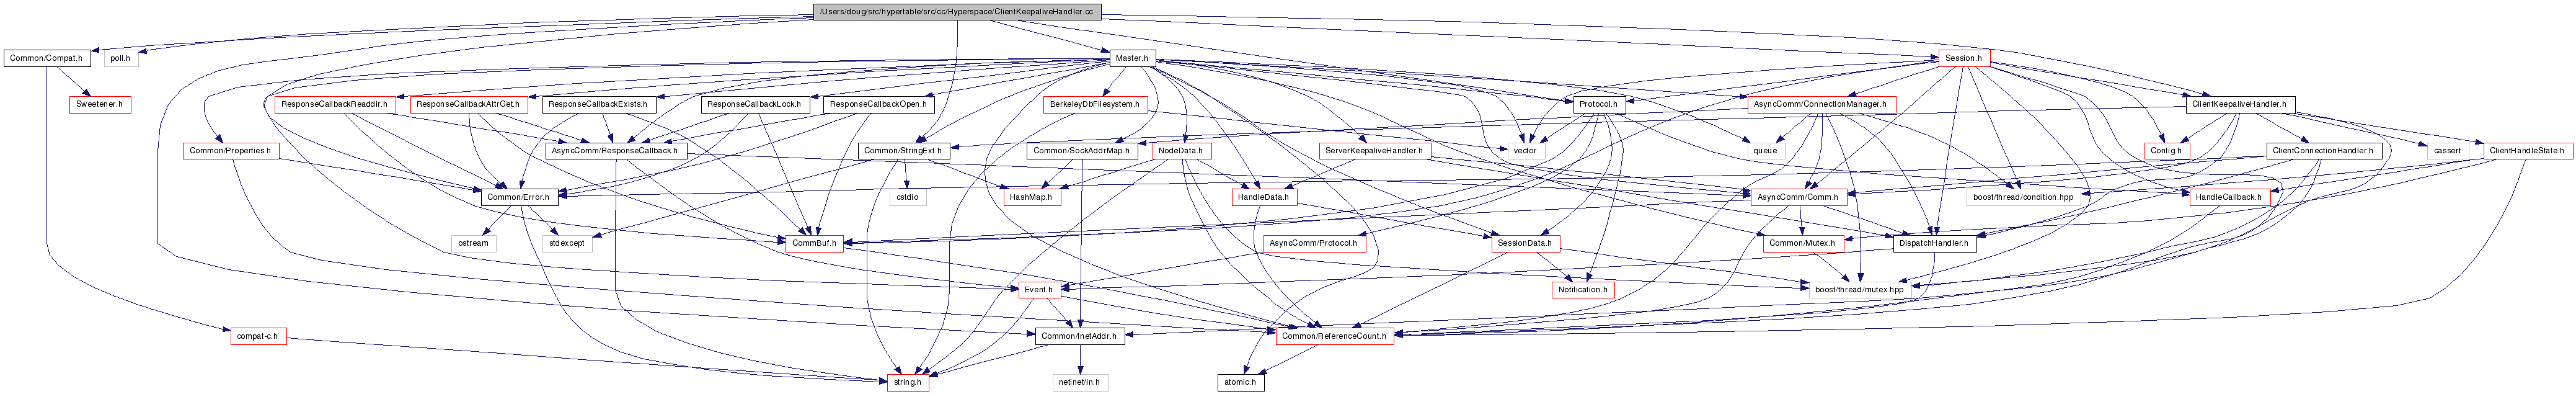 /Users/doug/src/hypertable/src/cc/Hyperspace/ClientKeepaliveHandler.cc
Common/Compat.h
poll.h
Master.h
Session.h
Sweetener.h
ResponseCallbackReaddir.h
ResponseCallbackAttrGet.h
ResponseCallbackExists.h
ResponseCallbackLock.h
ResponseCallbackOpen.h
BerkeleyDbFilesystem.h
Protocol.h
AsyncComm/ConnectionManager.h
ClientKeepaliveHandler.h
Common/Properties.h
AsyncComm/ResponseCallback.h
Common/StringExt.h
Common/SockAddrMap.h
NodeData.h
vector
ServerKeepaliveHandler.h
queue
Config.h
ClientConnectionHandler.h
cassert
ClientHandleState.h
Common/Error.h
cstdio
HashMap.h
HandleData.h
AsyncComm/Comm.h
boost/thread/condition.hpp
HandleCallback.h
ostream
stdexcept
CommBuf.h
AsyncComm/Protocol.h
SessionData.h
Common/Mutex.h
DispatchHandler.h
Event.h
Notification.h
boost/thread/mutex.hpp
compat-c.h
Common/InetAddr.h
Common/ReferenceCount.h
string.h
netinet/in.h
atomic.h